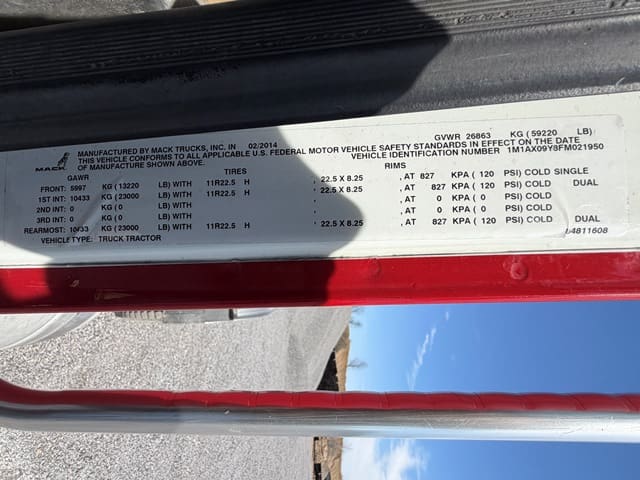 MANUFACTURED BY MACK TRUCKS, INC. IN 02/2014 GVWR 26863 KG (59220 LB)
THIS VEHICLE CONFORMS TO ALL APPLICABLE U.S. FEDERAL MOTOR VEHICLE SAFETY STANDARDS IN EFFECT ON THE DATE
OF MANUFACTURE SHOWN ABOVE. VEHICLE IDENTIFICATION NUMBER 1M1AX09Y8FM021950
MACK
GAWR TIRES RIMS
FRONT: 5997 KG (13220 LB) WITH 11R22.5 H , 22.5 X 8.25 , AT 827 KPA ( 120 PSI) COLD SINGLE
1ST INT: 10433 KG (23000 LB) WITH 11R22.5 H , 22.5 X 8.25 , AT 827 KPA ( 120 PSI) COLD DUAL
2ND INT: 0 KG (0 LB) WITH , , AT 0 KPA ( 0 PSI) COLD
3RD INT: 0 KG (0 LB) WITH , , AT 0 KPA ( 0 PSI) COLD
REARMOST: 10433 KG (23000 LB) WITH 11R22.5 H , 22.5 X 8.25 , AT 827 KPA ( 120 PSI) COLD DUAL
VEHICLE TYPE: TRUCK TRACTOR